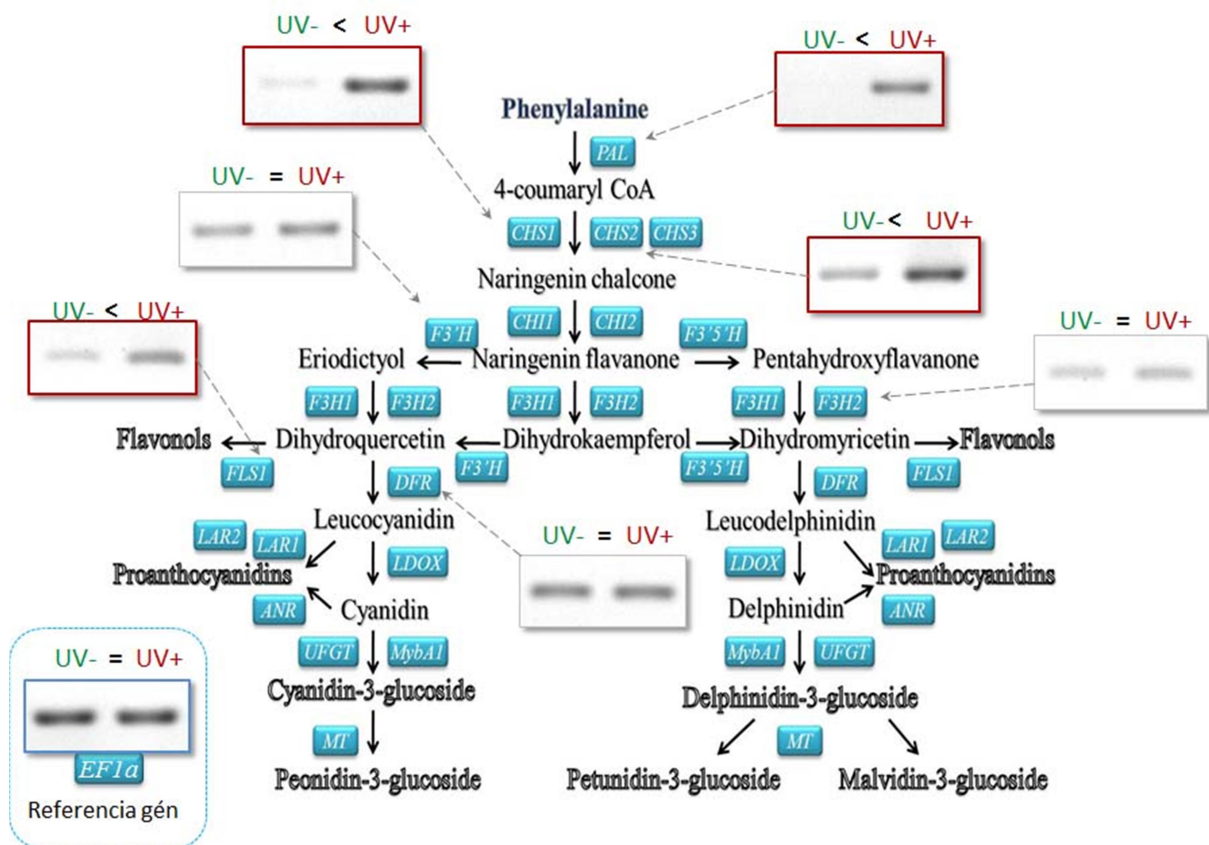 UV- < UV+
UV- < UV+
Phenylalanine
PAL
4-coumaryl CoA
UV- = UV+
CHS1 CHS2 CHS3
UV- < UV+
Naringenin chalcone
CHI1 CHI2
UV- < UV+
F3'H F3'5'H
UV- = UV+
Eriodictyol Naringenin flavanone Pentahydroxyflavanone
F3H1 F3H2 F3H1 F3H2 F3H1 F3H2
Flavonols Dihydroquercetin Dihydrokaempferol Dihydromyricetin Flavonols
FLS1 DFR F3'H F3'5'H DFR FLS1
Leucocyanidin Leucodelphinidin
UV- = UV+
LAR2 LAR1 LAR1 LAR2
LDOX LDOX
Proanthocyanidins Proanthocyanidins
ANR Cyanidin Delphinidin ANR
UFGT MybA1 MybA1 UFGT
UV- = UV+
Cyanidin-3-glucoside Delphinidin-3-glucoside
MT MT
EF1a
Peonidin-3-glucoside Petunidin-3-glucoside Malvidin-3-glucoside
Referencia gén